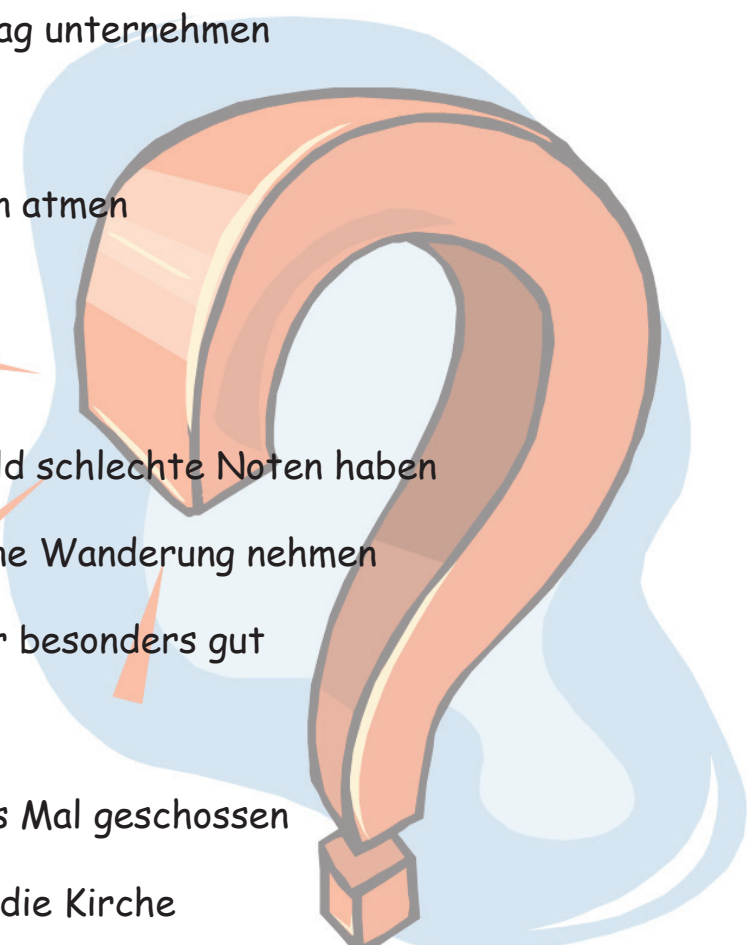 ag unternehmen
n atmen
ld schlechte Noten haben
ne Wanderung nehmen
r besonders gut
s Mal geschossen
die Kirche